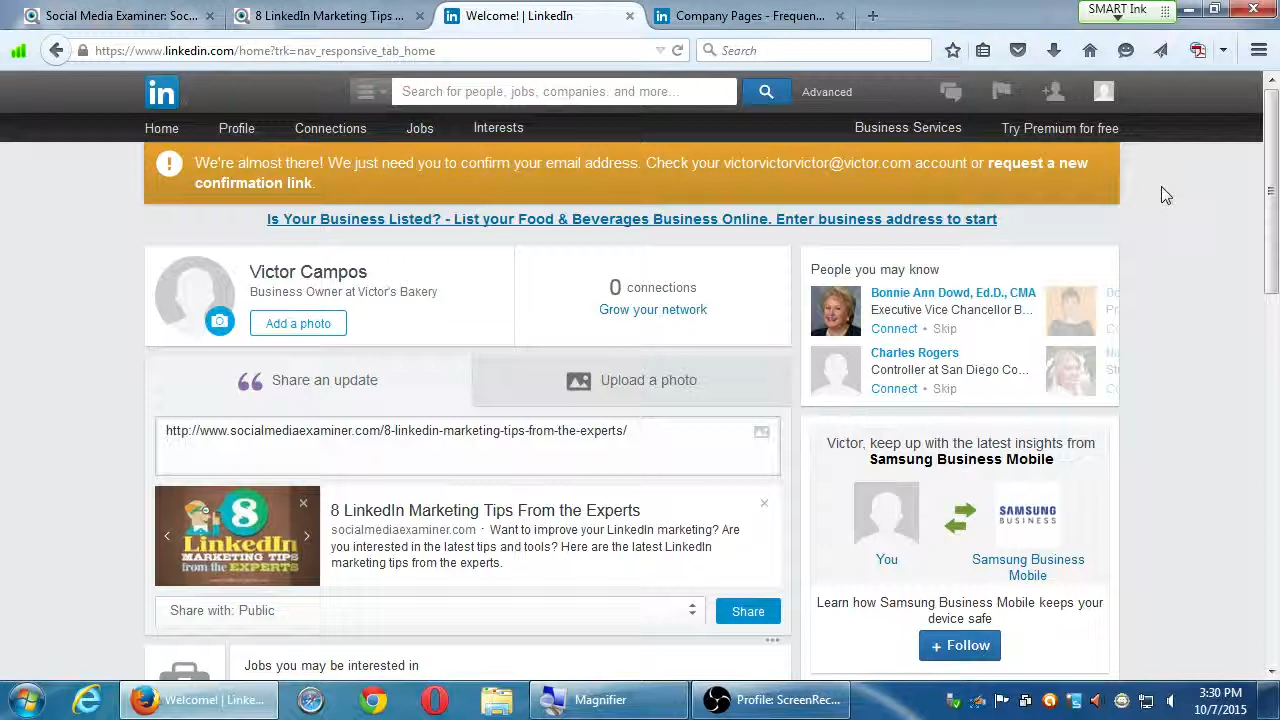 Social Media Examiner: Soc...
8 LinkedIn Marketing Tips ...
Welcome! | LinkedIn
Company Pages - Frequen...
SMART Ink
https://www.linkedin.com/home?trk=nav_responsive_tab_home
Search
in
Search for people, jobs, companies, and more...
Advanced
Home
Profile
Connections
Jobs
Interests
Business Services
Try Premium for free
We're almost there! We just need you to confirm your email address. Check your victorvictorvictor@victor.com account or request a new
confirmation link.
Is Your Business Listed? - List your Food & Beverages Business Online. Enter business address to start
Victor Campos
Business Owner at Victor's Bakery
Add a photo
0 connections
Grow your network
People you may know
Bonnie Ann Dowd, Ed.D., CMA
Executive Vice Chancellor B...
Connect • Skip
Charles Rogers
Controller at San Diego Co...
Connect • Skip
Share an update
Upload a photo
http://www.socialmediaexaminer.com/8-linkedin-marketing-tips-from-the-experts/
8
LinkedIn
MARKETING TIPS
from the EXPERTS
8 LinkedIn Marketing Tips From the Experts
socialmediaexaminer.com · Want to improve your LinkedIn marketing? Are
you interested in the latest tips and tools? Here are the latest LinkedIn
marketing tips from the experts.
Share with: Public
Share
Jobs you may be interested in
Victor, keep up with the latest insights from
Samsung Business Mobile
SAMSUNG
BUSINESS
You
Samsung Business
Mobile
Learn how Samsung Business Mobile keeps your
device safe
+ Follow
Welcome! | Linke...
Magnifier
Profile: ScreenRec...
3:30 PM
10/7/2015